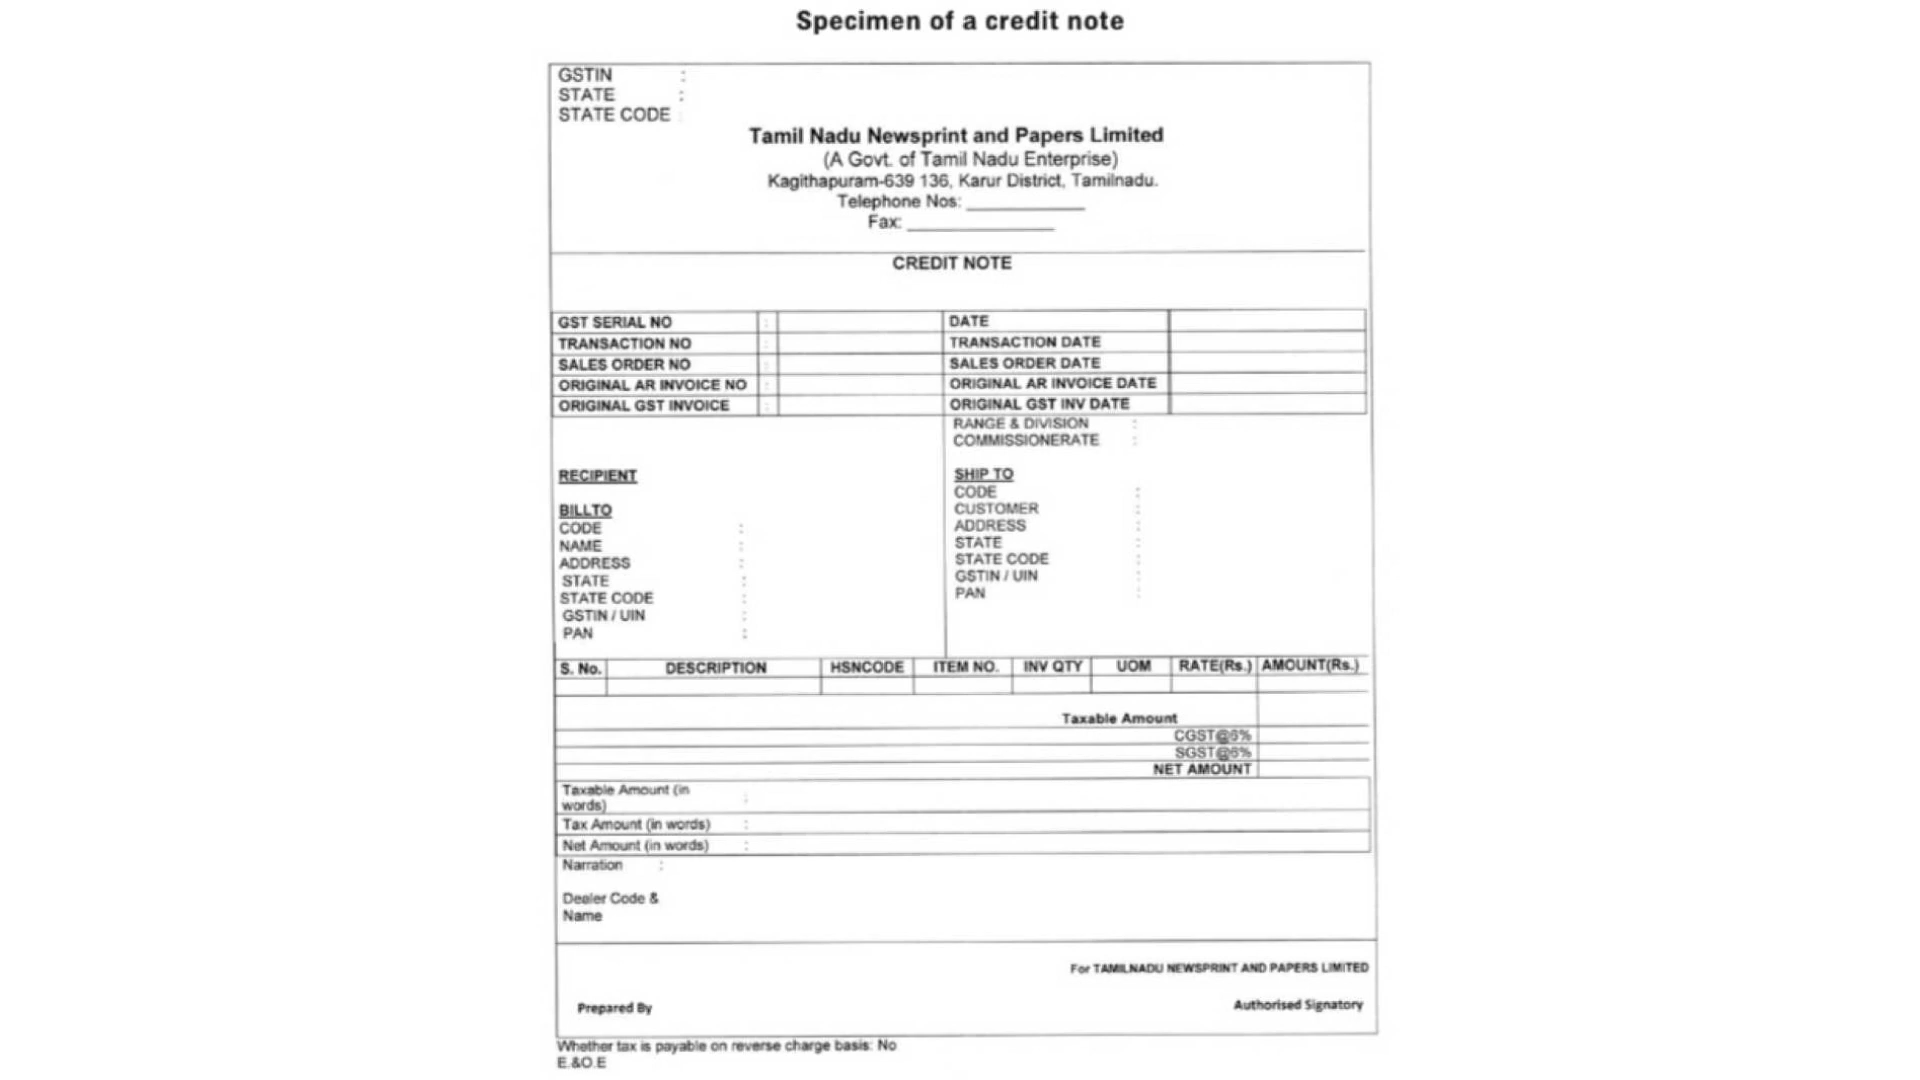 Specimen of a credit note
GSTIN :
STATE :
STATE CODE
Tamil Nadu Newsprint and Papers Limited
(A Govt. of Tamil Nadu Enterprise)
Kagithapuram-639 136, Karur District, Tamilnadu.
Telephone Nos: ____________
Fax: _______________
CREDIT NOTE
GST SERIAL NO : DATE
TRANSACTION NO : TRANSACTION DATE
SALES ORDER NO : SALES ORDER DATE
ORIGINAL AR INVOICE NO : ORIGINAL AR INVOICE DATE
ORIGINAL GST INVOICE : ORIGINAL GST INV DATE
RANGE & DIVISION :
COMMISSIONERATE :
RECIPIENT
BILLTO
CODE :
NAME :
ADDRESS :
STATE :
STATE CODE :
GSTIN / UIN :
PAN :
SHIP TO
CODE :
CUSTOMER :
ADDRESS :
STATE :
STATE CODE :
GSTIN / UIN :
PAN :
S. No. DESCRIPTION HSNCODE ITEM NO. INV QTY UOM RATE(Rs.) AMOUNT(Rs.)
Taxable Amount
CGST@6%
SGST@6%
NET AMOUNT
Taxable Amount (in
words) :
Tax Amount (in words) :
Net Amount (in words) :
Narration :
Dealer Code &
Name
For TAMILNADU NEWSPRINT AND PAPERS LIMITED
Prepared By Authorised Signatory
Whether tax is payable on reverse charge basis: No
E.&O.E